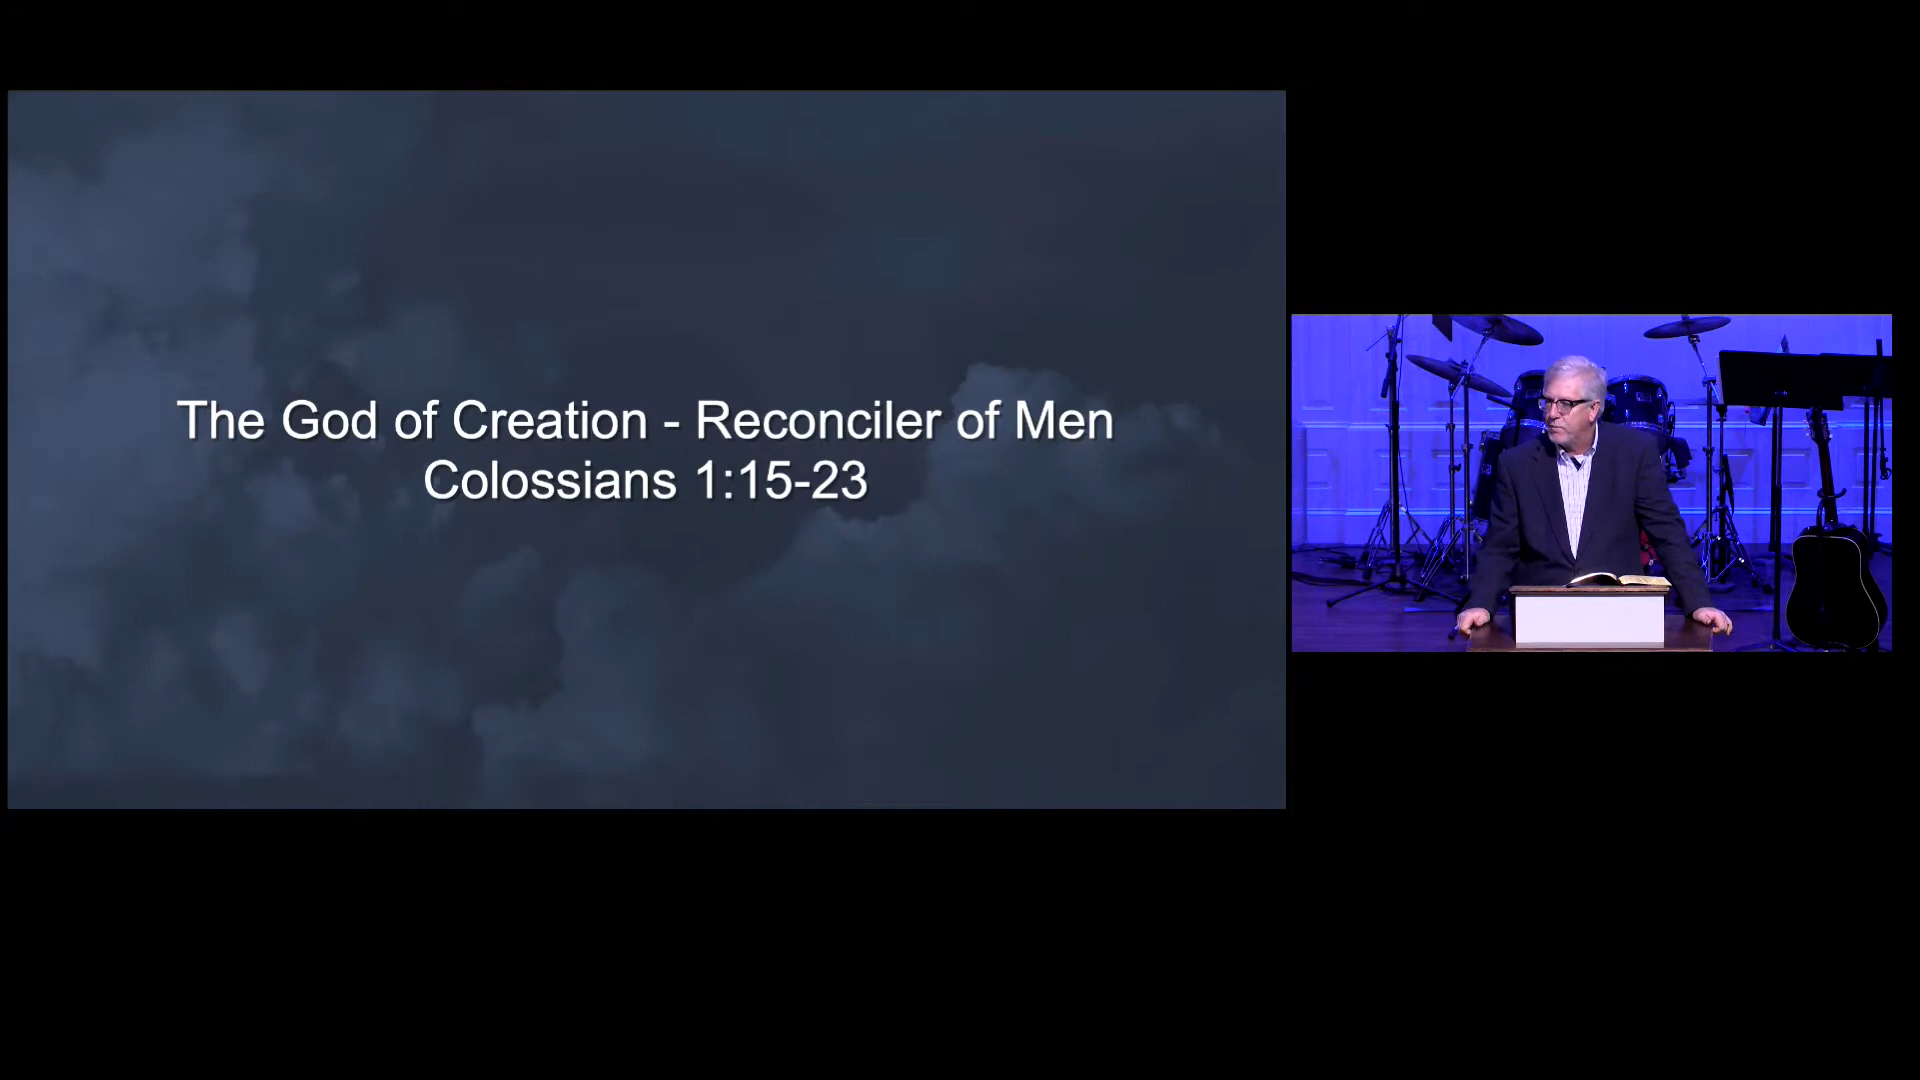 The God of Creation - Reconciler of Men
Colossians 1:15-23